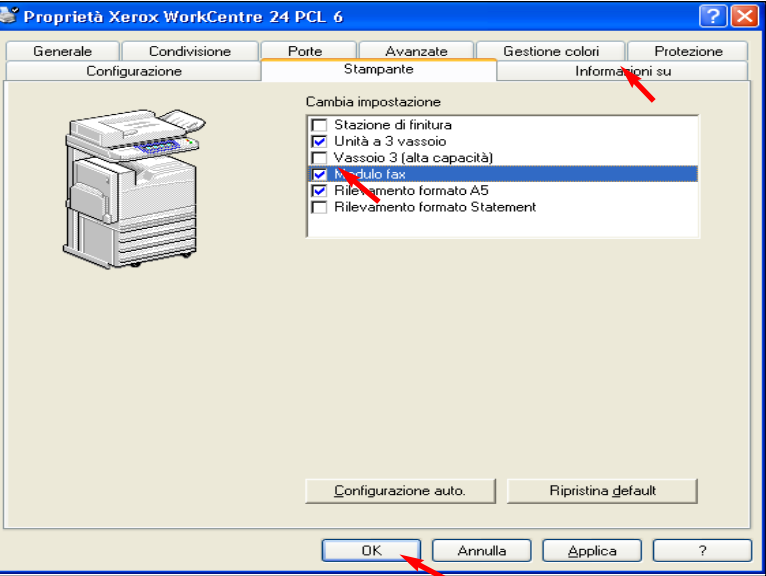 Proprietà Xerox WorkCentre 24 PCL 6
?
Generale Condivisione Porte Avanzate Gestione colori Protezione
Configurazione Stampante Informazioni su
Cambia impostazione
Stazione di finitura
Unità a 3 vassoio
Vassoio 3 (alta capacità)
Modulo fax
Rilevamento formato A5
Rilevamento formato Statement
Configurazione auto. Ripristina default
OK Annulla Applica ?